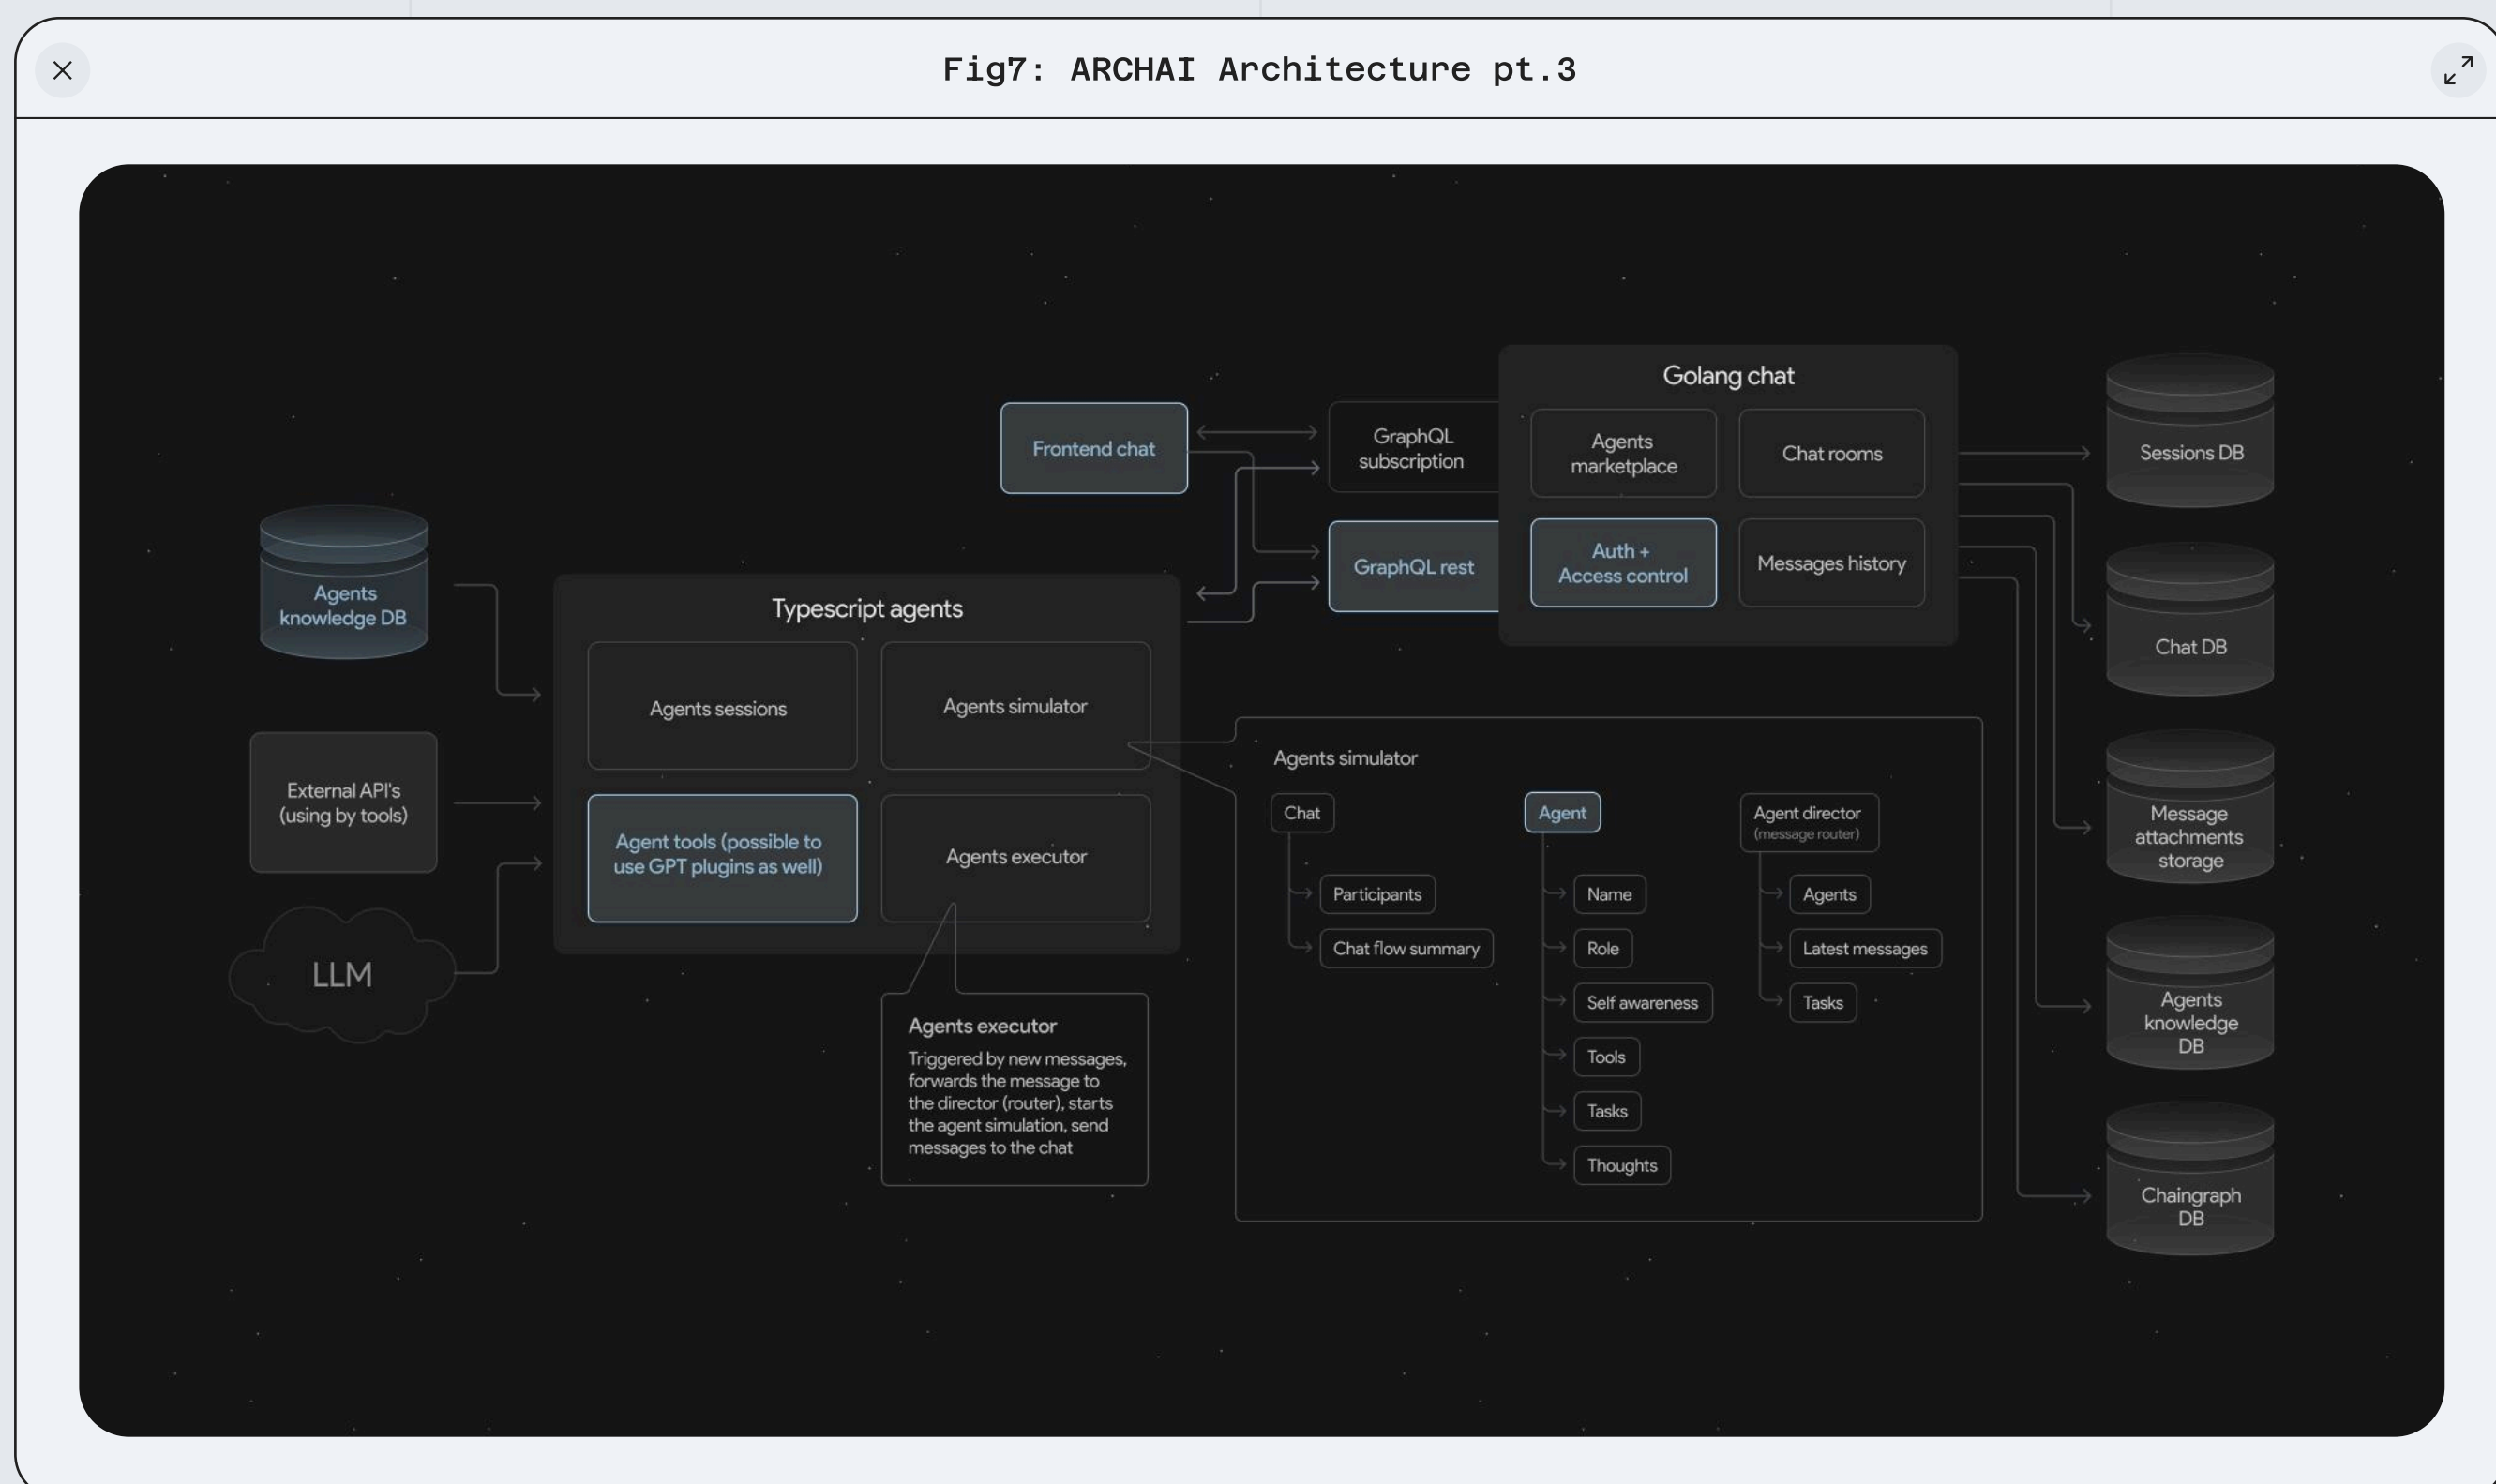 Fig7: ARCHAI Architecture pt.3
Golang chat
Frontend chat
GraphQL
subscription
Agents
marketplace
Chat rooms
Sessions DB
GraphQL rest
Auth +
Access control
Messages history
Agents
knowledge DB
Chat DB
Typescript agents
Agents sessions
Agents simulator
External API's
(using by tools)
Agent tools (possible to
use GPT plugins as well)
Agents executor
LLM
Agents executor
Triggered by new messages,
forwards the message to
the director (router), starts
the agent simulation, send
messages to the chat
Agents simulator
Chat
Participants
Chat flow summary
Agent
Name
Role
Self awareness
Tools
Tasks
Thoughts
Agent director
(message router)
Agents
Latest messages
Tasks
Message
attachments
storage
Agents
knowledge
DB
Chaingraph
DB